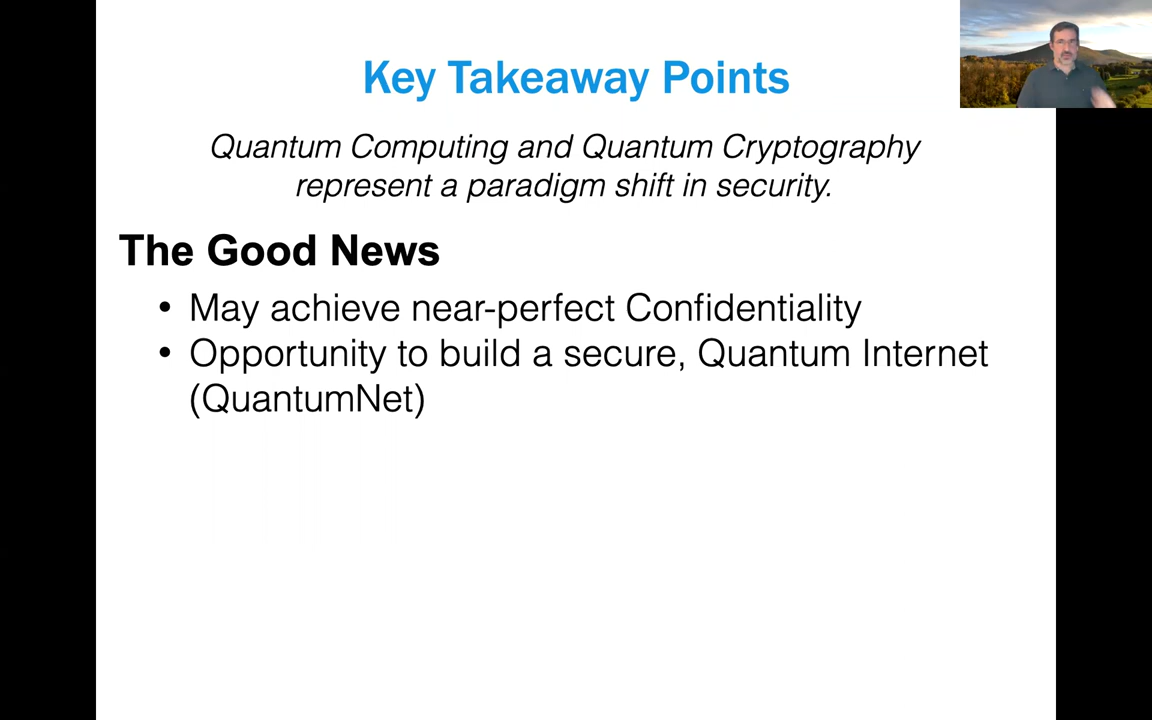 Key Takeaway Points
Quantum Computing and Quantum Cryptography
represent a paradigm shift in security.
The Good News
• May achieve near-perfect Confidentiality
• Opportunity to build a secure, Quantum Internet
(QuantumNet)